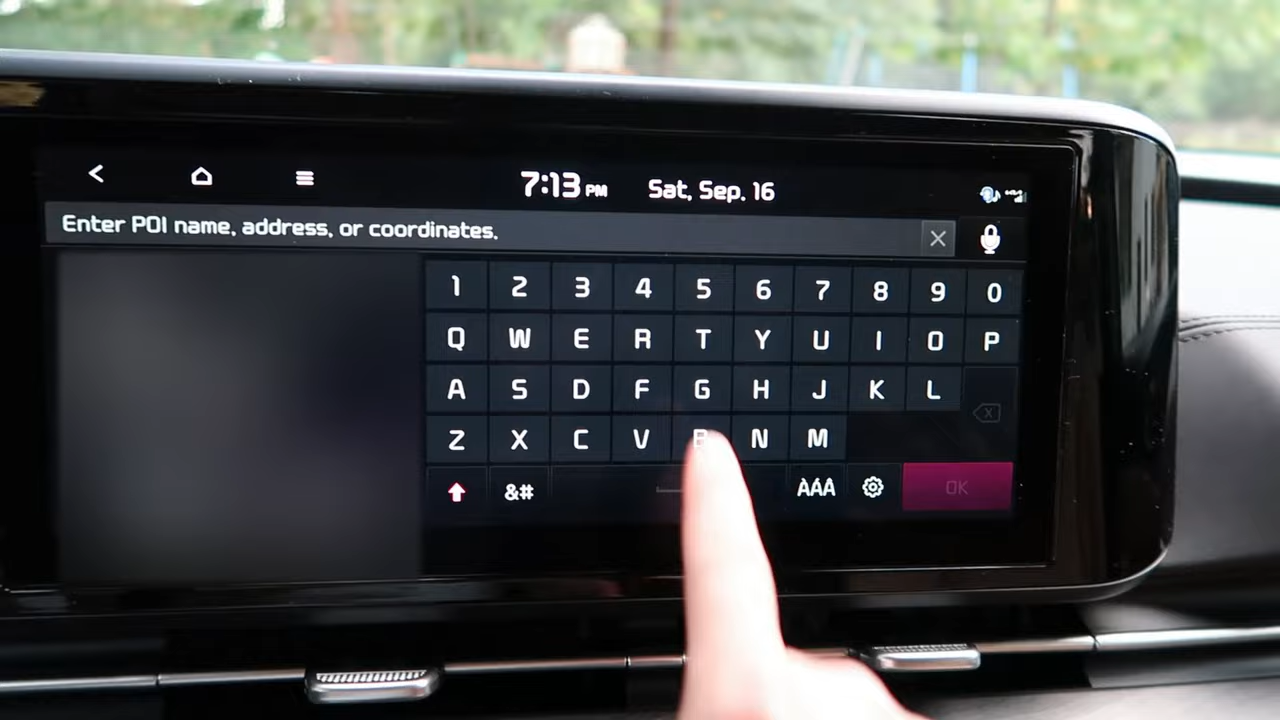 7:13 PM Sat, Sep. 16
Enter POI name, address, or coordinates.
1 2 3 4 5 6 7 8 9 0
Q W E R T Y U I O P
A S D F G H J K L
Z X C V B N M
&# ÀÁÂ OK